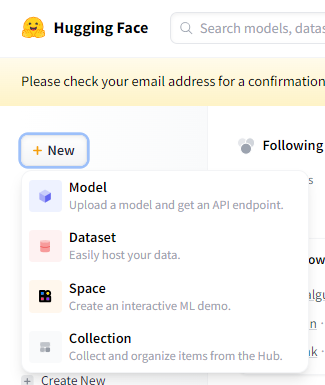 Hugging Face
Search models, datas
Please check your email address for a confirmation
+ New
Following
Model
Upload a model and get an API endpoint.
Dataset
Easily host your data.
Space
Create an interactive ML demo.
Collection
Collect and organize items from the Hub.
Create New